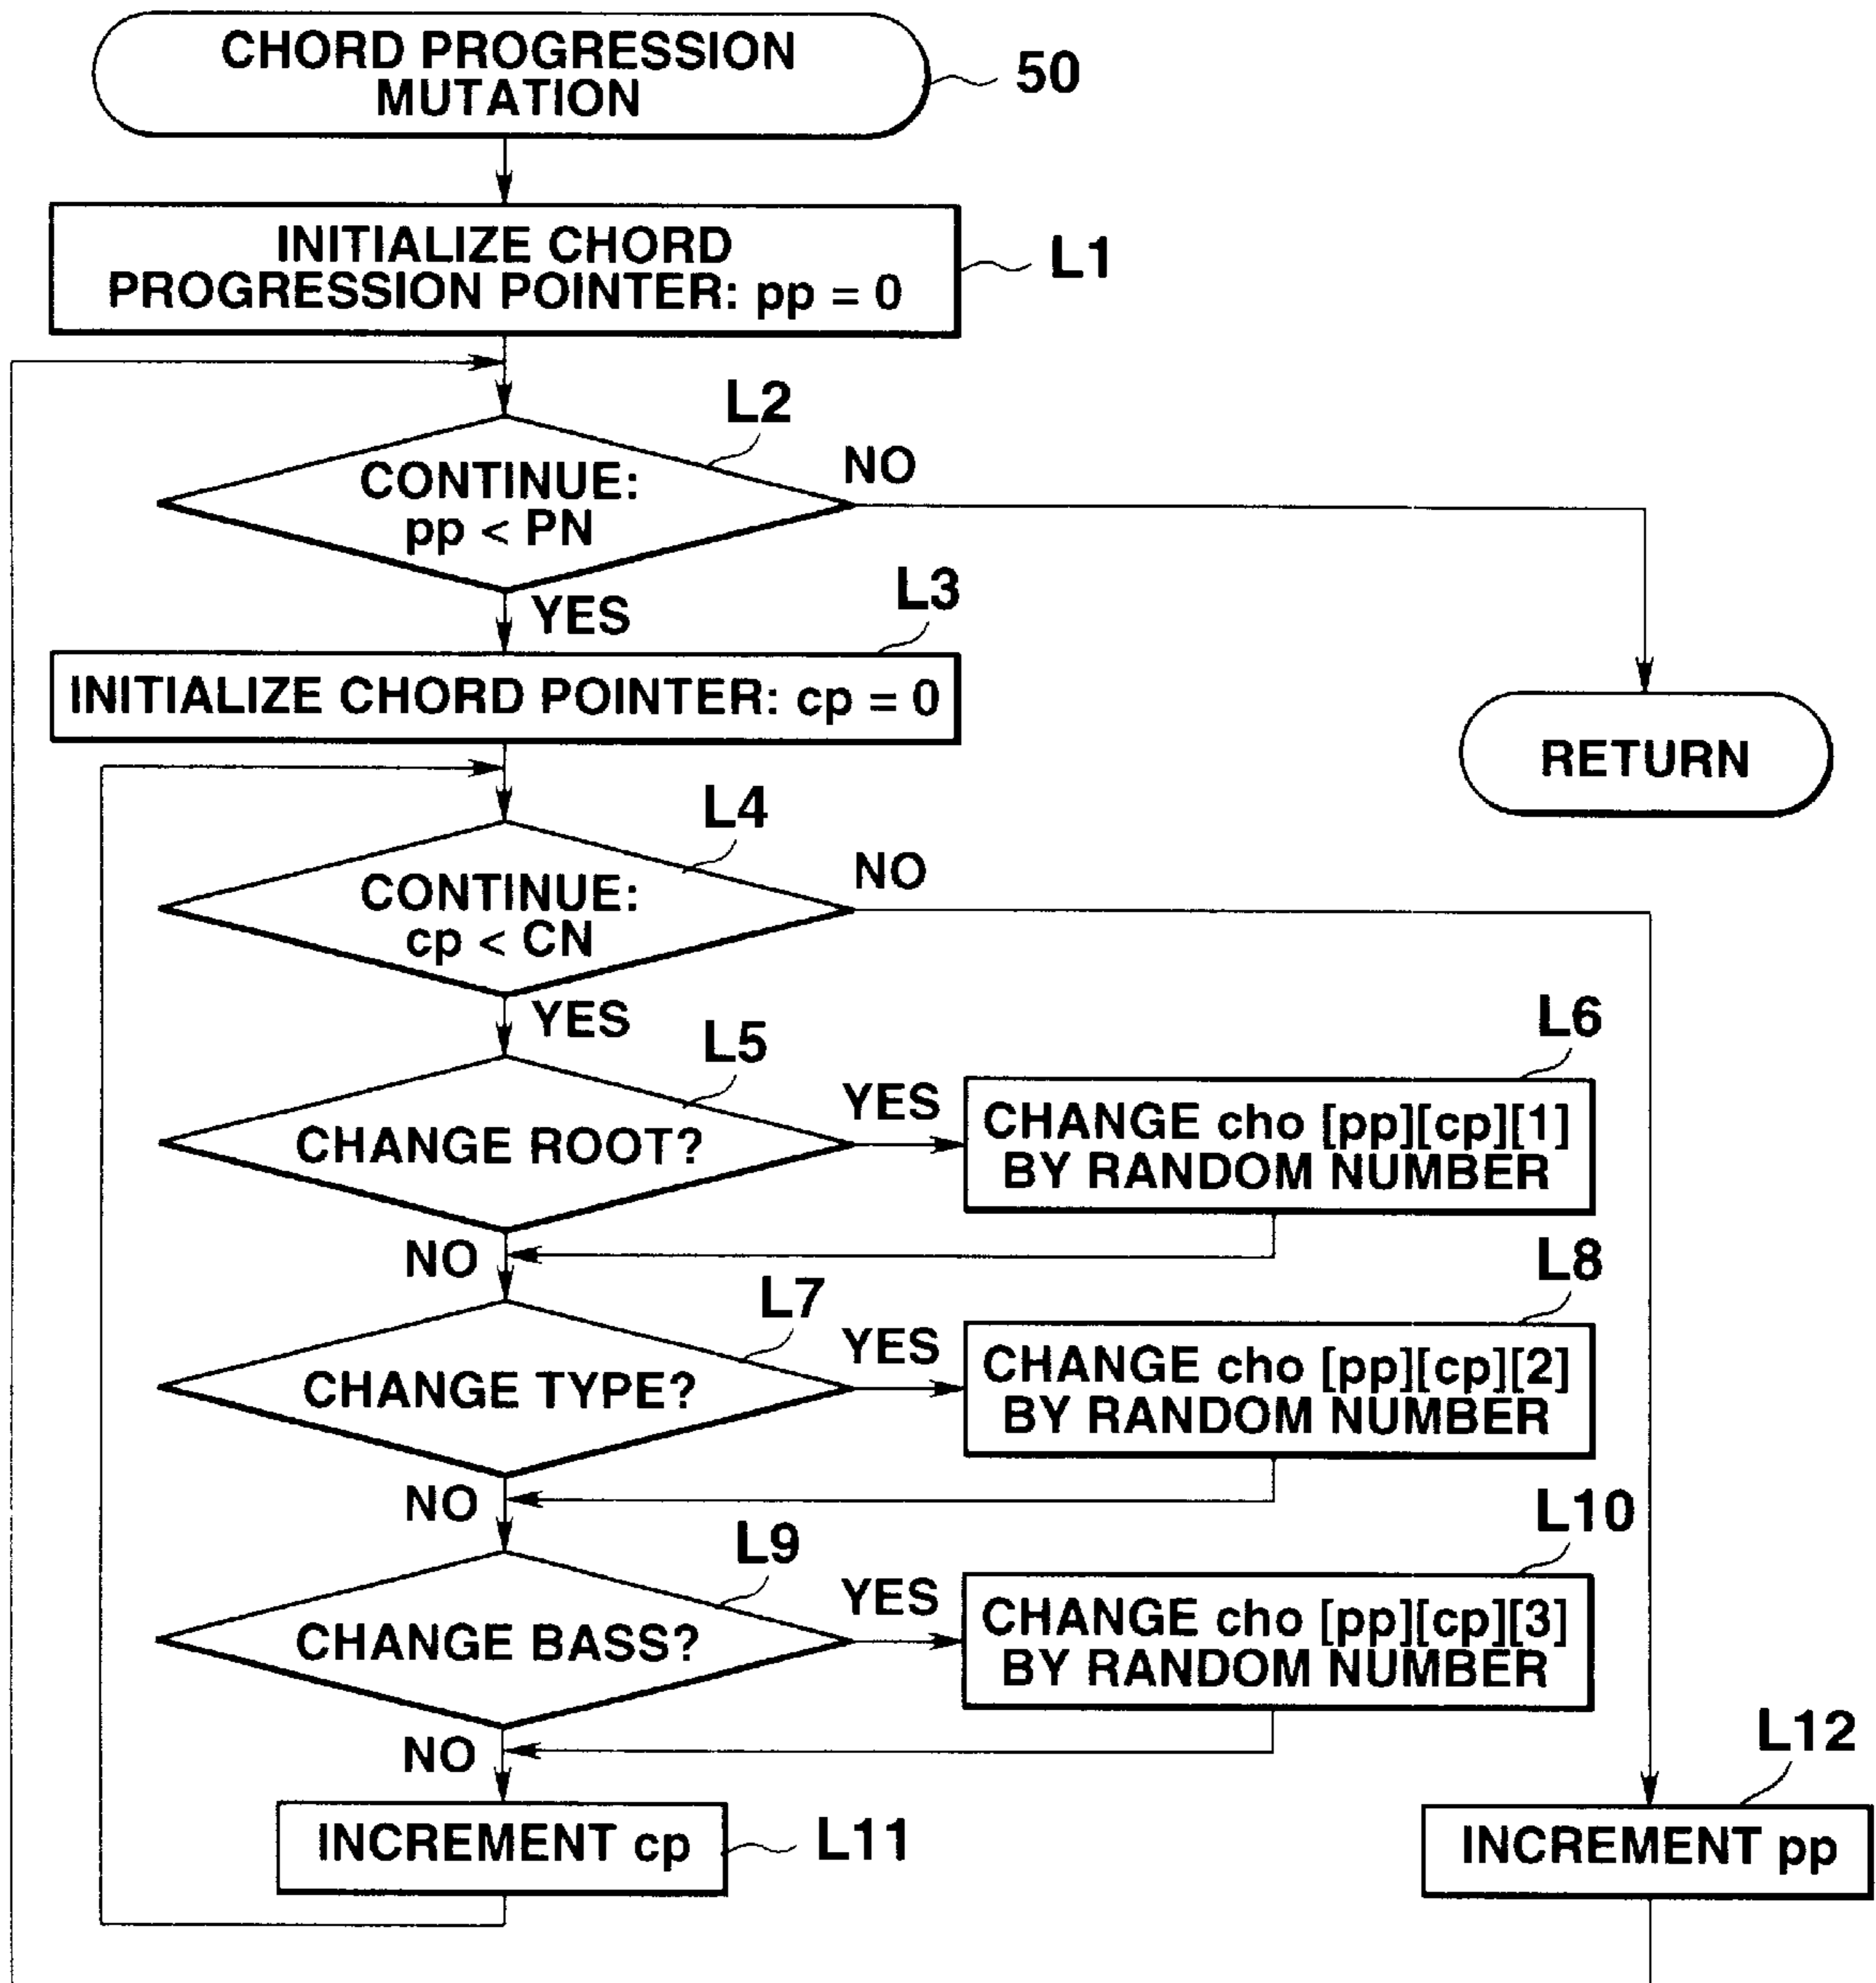 CHORD PROGRESSION
MUTATION
50
INITIALIZE CHORD
PROGRESSION POINTER: pp = 0
L1
L2
CONTINUE:
pp < PN
NO
YES
L3
INITIALIZE CHORD POINTER: cp = 0
RETURN
L4
CONTINUE:
cp < CN
NO
YES
L5
CHANGE ROOT?
YES
L6
CHANGE cho [pp][cp][1]
BY RANDOM NUMBER
NO
L7
CHANGE TYPE?
YES
L8
CHANGE cho [pp][cp][2]
BY RANDOM NUMBER
NO
L9
CHANGE BASS?
YES
L10
CHANGE cho [pp][cp][3]
BY RANDOM NUMBER
NO
INCREMENT cp
L11
L12
INCREMENT pp